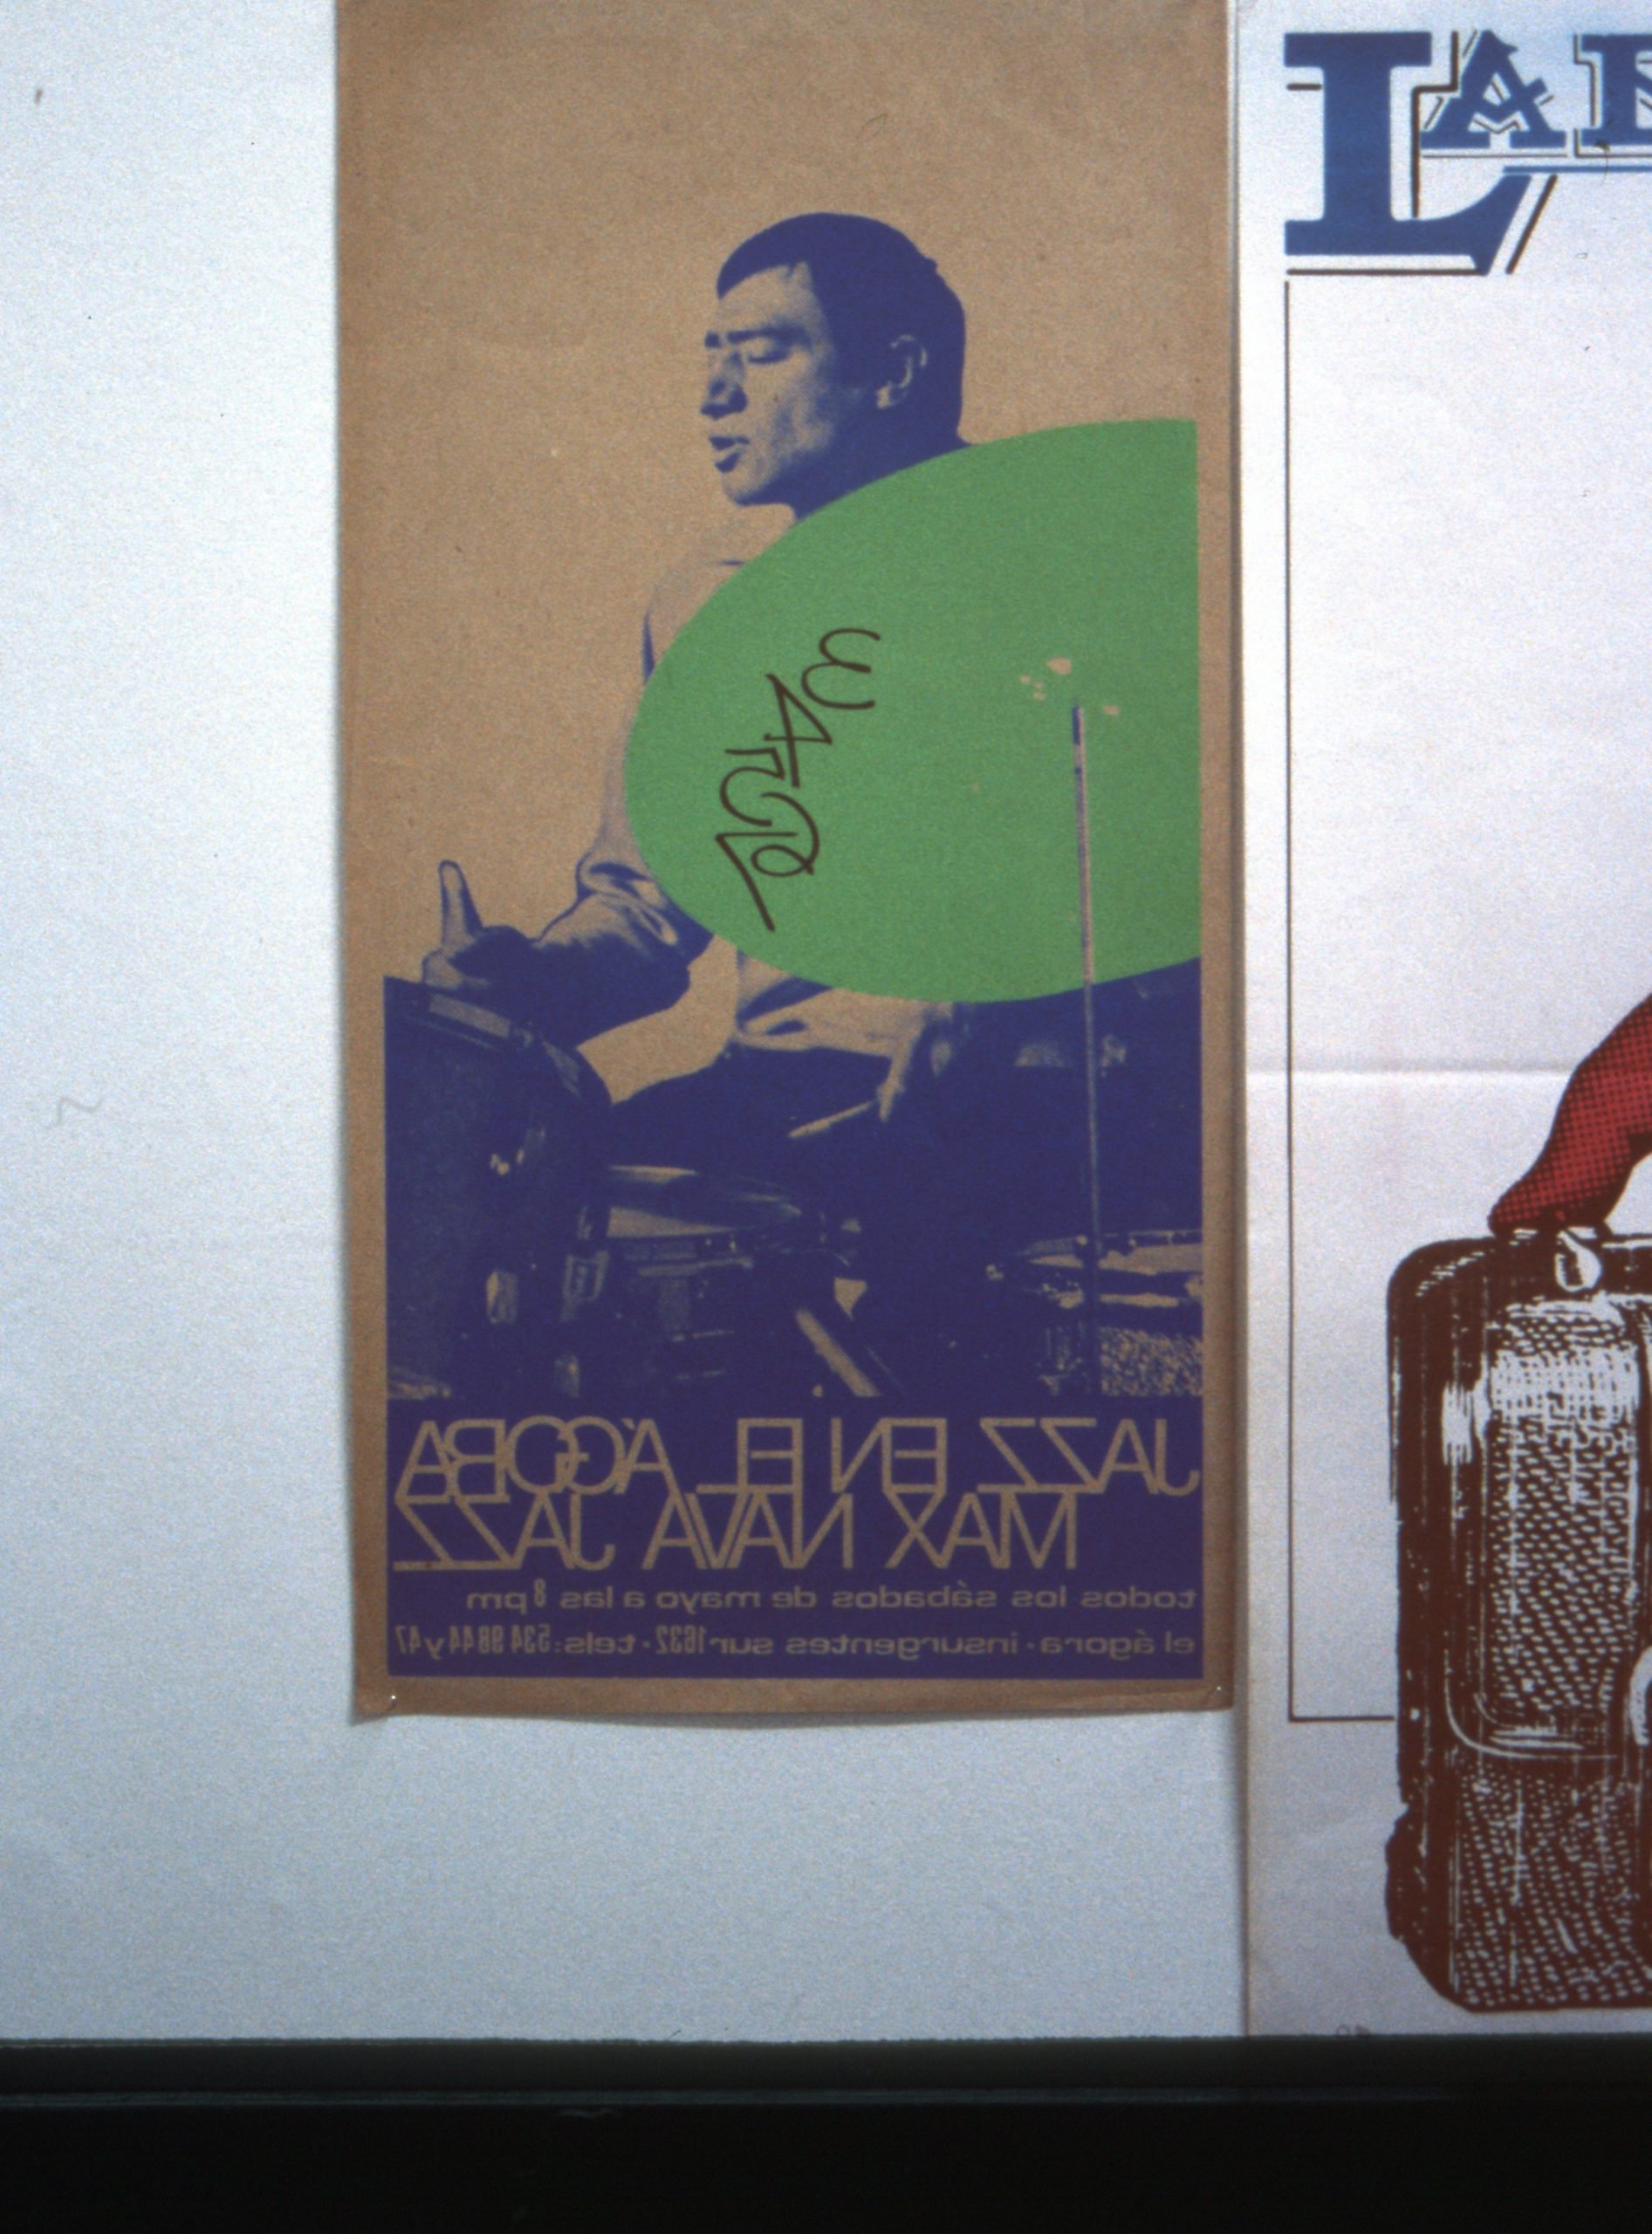 JAZZ EN EL ÁGORA
MAX NAVA JAZZ
todos los sábados de mayo a las 8 pm
el ágora · insurgentes sur 1632 · tels: 534 98 44 y 47